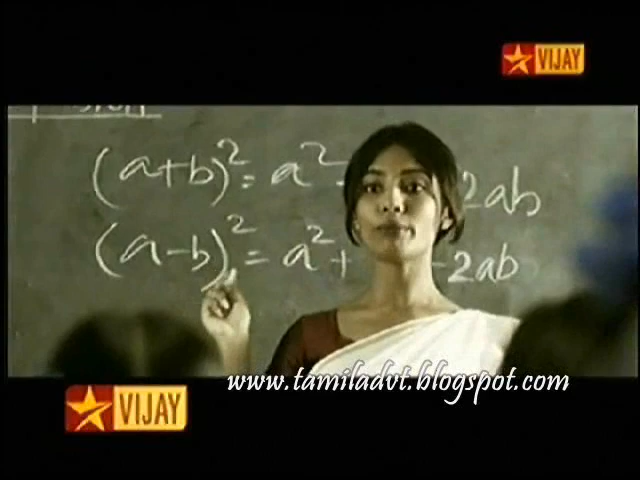 VIJAY
(a+b)² = a² 2ab
(a-b)² = a² + - 2ab
www.tamiladvt.blogspot.com
VIJAY